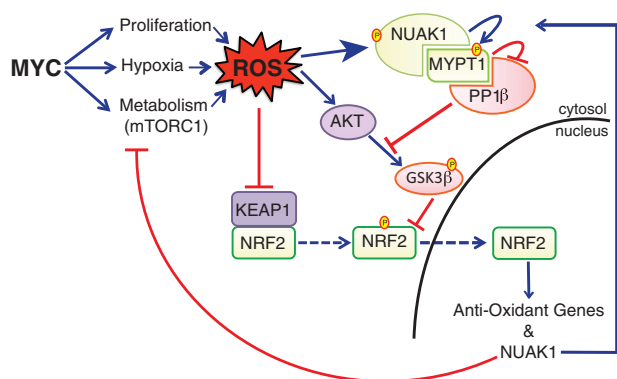 Proliferation
MYC
Hypoxia
Metabolism
(mTORC1)
ROS
P
NUAK1
P
MYPT1
PP1β
AKT
P
GSK3β
cytosol
nucleus
KEAP1
NRF2
P
NRF2
NRF2
Anti-Oxidant Genes
&
NUAK1